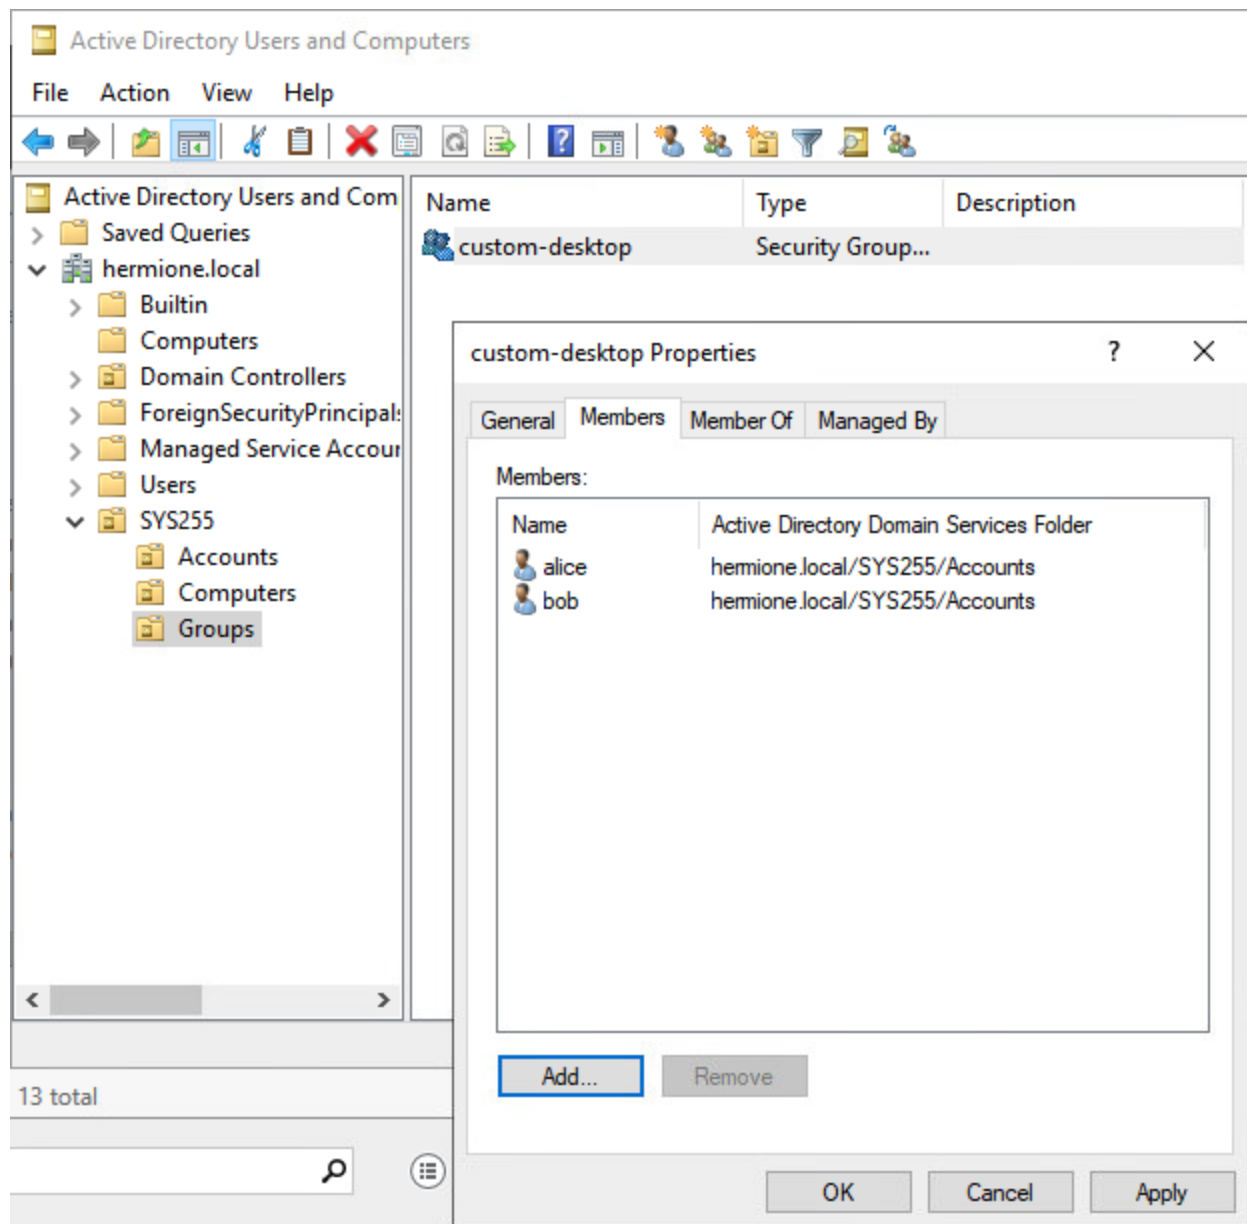 Active Directory Users and Computers
File Action View Help
Active Directory Users and Com
Saved Queries
hermione.local
Builtin
Computers
Domain Controllers
ForeignSecurityPrincipals
Managed Service Accour
Users
SYS255
Accounts
Computers
Groups
Name Type Description
custom-desktop Security Group...
custom-desktop Properties ?
General Members Member Of Managed By
Members:
Name Active Directory Domain Services Folder
alice hermione.local/SYS255/Accounts
bob hermione.local/SYS255/Accounts
Add... Remove
13 total
OK Cancel Apply